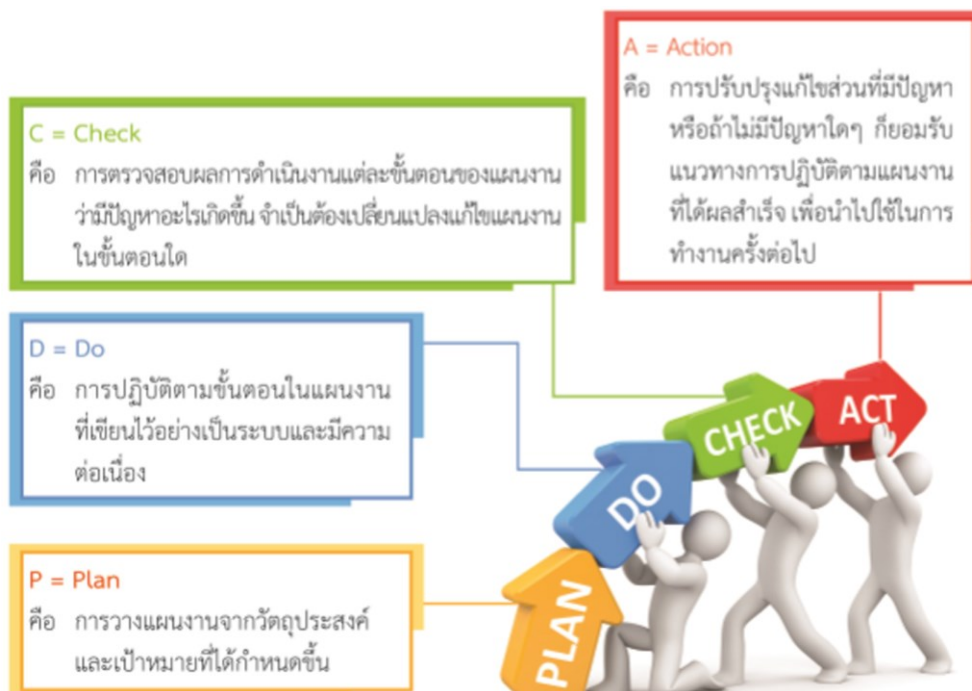 A = Action
คือ การปรับปรุงแก้ไขส่วนที่มีปัญหา
หรือถ้าไม่มีปัญหาใดๆ ก็ยอมรับ
แนวทางการปฏิบัติตามแผนงาน
ที่ได้ผลสำเร็จ เพื่อนำไปใช้ในการ
ทำงานครั้งต่อไป
C = Check
คือ การตรวจสอบผลการดำเนินงานแต่ละขั้นตอนของแผนงาน
ว่ามีปัญหาอะไรเกิดขึ้น จำเป็นต้องเปลี่ยนแปลงแก้ไขแผนงาน
ในขั้นตอนใด
D = Do
คือ การปฏิบัติตามขั้นตอนในแผนงาน
ที่เขียนไว้อย่างเป็นระบบและมีความ
ต่อเนื่อง
P = Plan
คือ การวางแผนงานจากวัตถุประสงค์
และเป้าหมายที่ได้กำหนดขึ้น
PLAN
DO
CHECK
ACT